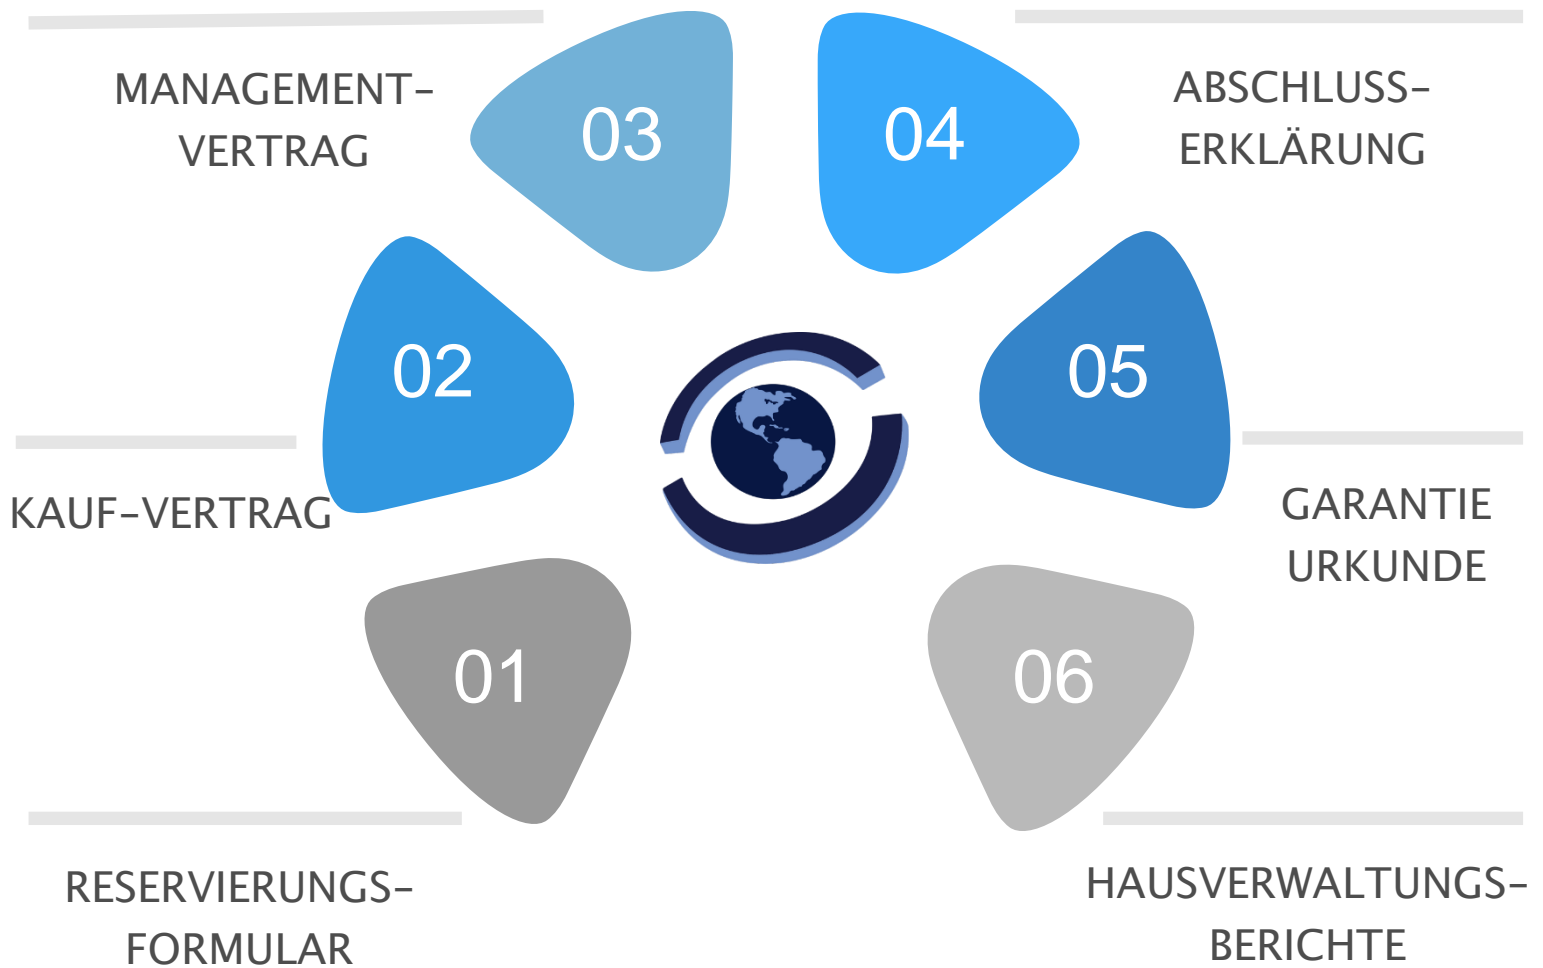 03
MANAGEMENT-
VERTRAG
04
ABSCHLUSS-
ERKLÄRUNG
02
KAUF-VERTRAG
05
GARANTIE
URKUNDE
01
RESERVIERUNGS-
FORMULAR
06
HAUSVERWALTUNGS-
BERICHTE